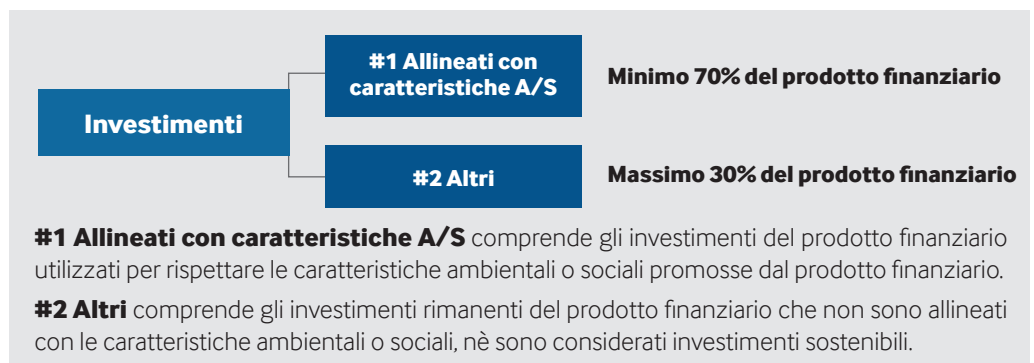 #1 Allineati con
caratteristiche A/S
Minimo 70% del prodotto finanziario
Investimenti
#2 Altri
Massimo 30% del prodotto finanziario
#1 Allineati con caratteristiche A/S comprende gli investimenti del prodotto finanziario
utilizzati per rispettare le caratteristiche ambientali o sociali promosse dal prodotto finanziario.
#2 Altri comprende gli investimenti rimanenti del prodotto finanziario che non sono allineati
con le caratteristiche ambientali o sociali, nè sono considerati investimenti sostenibili.